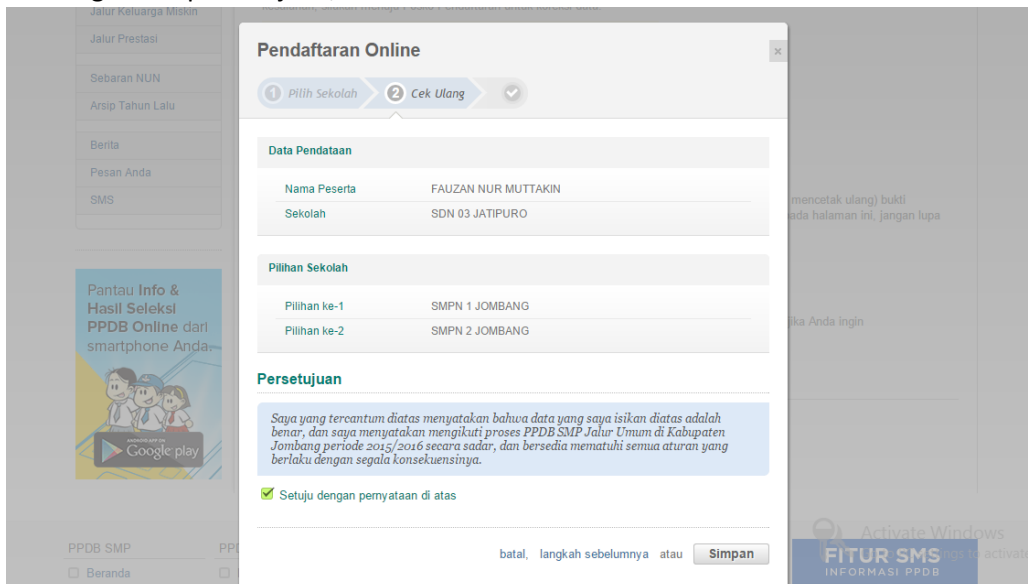 Jalur Keluarga Miskin
Jalur Prestasi
Sebaran NUN
Arsip Tahun Lalu
Berita
Pesan Anda
SMS
Pantau Info &
Hasil Seleksi
PPDB Online dari
smartphone Anda.
ANDROID APP ON
Google play
Pendaftaran Online
×
1 Pilih Sekolah
2 Cek Ulang
Data Pendataan
Nama Peserta FAUZAN NUR MUTTAKIN
Sekolah SDN 03 JATIPURO
Pilihan Sekolah
Pilihan ke-1 SMPN 1 JOMBANG
Pilihan ke-2 SMPN 2 JOMBANG
Persetujuan
Saya yang tercantum diatas menyatakan bahwa data yang saya isikan diatas adalah
benar, dan saya menyatakan mengikuti proses PPDB SMP Jalur Umum di Kabupaten
Jombang periode 2015/2016 secara sadar, dan bersedia mematuhi semua aturan yang
berlaku dengan segala konsekuensinya.
Setuju dengan pernyataan di atas
batal, langkah sebelumnya atau Simpan
mencetak ulang) bukti
ada halaman ini, jangan lupa
jika Anda ingin
PPDB SMP
Beranda
Activate Windows
FITUR SMS
INFORMASI PPDB